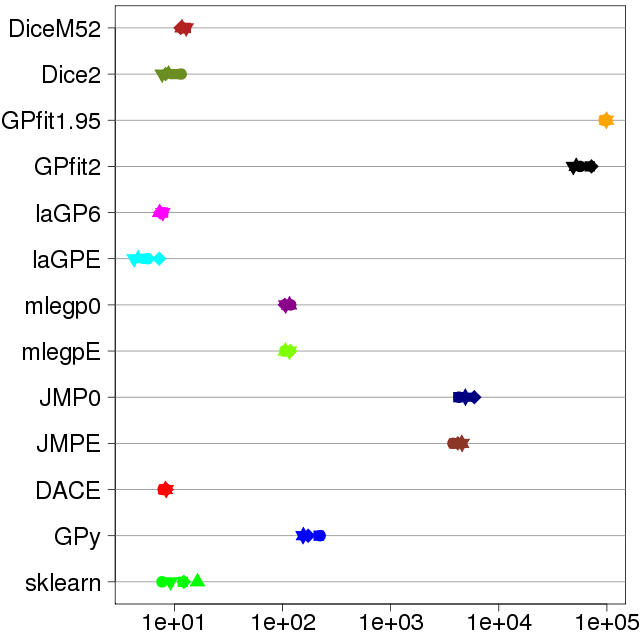 DiceM52
Dice2
GPfit1.95
GPfit2
laGP6
laGPE
mlegp0
mlegpE
JMP0
JMPE
DACE
GPy
sklearn
1e+01 1e+02 1e+03 1e+04 1e+05